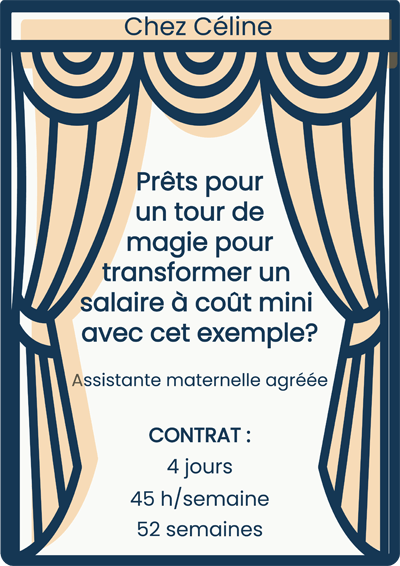 Chez Céline
Prêts pour
un tour de
magie pour
transformer un
salaire à coût mini
avec cet exemple?
Assistante maternelle agréée
CONTRAT :
4 jours
45 h/semaine
52 semaines